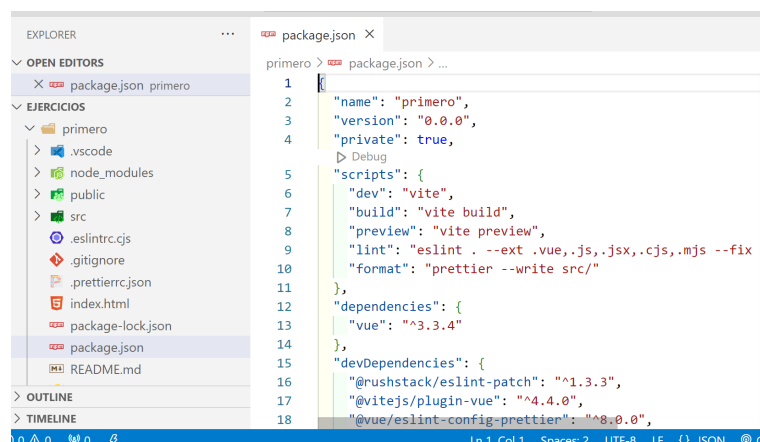 EXPLORER
OPEN EDITORS
package.json primero
EJERCICIOS
primero
.vscode
node_modules
public
src
.eslintrc.cjs
.gitignore
.prettierrc.json
index.html
package-lock.json
package.json
README.md
OUTLINE
TIMELINE
package.json
primero > package.json > ...
1 {
2 "name": "primero",
3 "version": "0.0.0",
4 "private": true,
Debug
5 "scripts": {
6 "dev": "vite",
7 "build": "vite build",
8 "preview": "vite preview",
9 "lint": "eslint . --ext .vue,.js,.jsx,.cjs,.mjs --fix
10 "format": "prettier --write src/"
11 },
12 "dependencies": {
13 "vue": "^3.3.4"
14 },
15 "devDependencies": {
16 "@rushstack/eslint-patch": "^1.3.3",
17 "@vitejs/plugin-vue": "^4.4.0",
18 "@vue/eslint-config-prettier": "^8.0.0",
0 0 0 Ln 1, Col 1 Spaces: 2 UTF-8 LF {} JSON